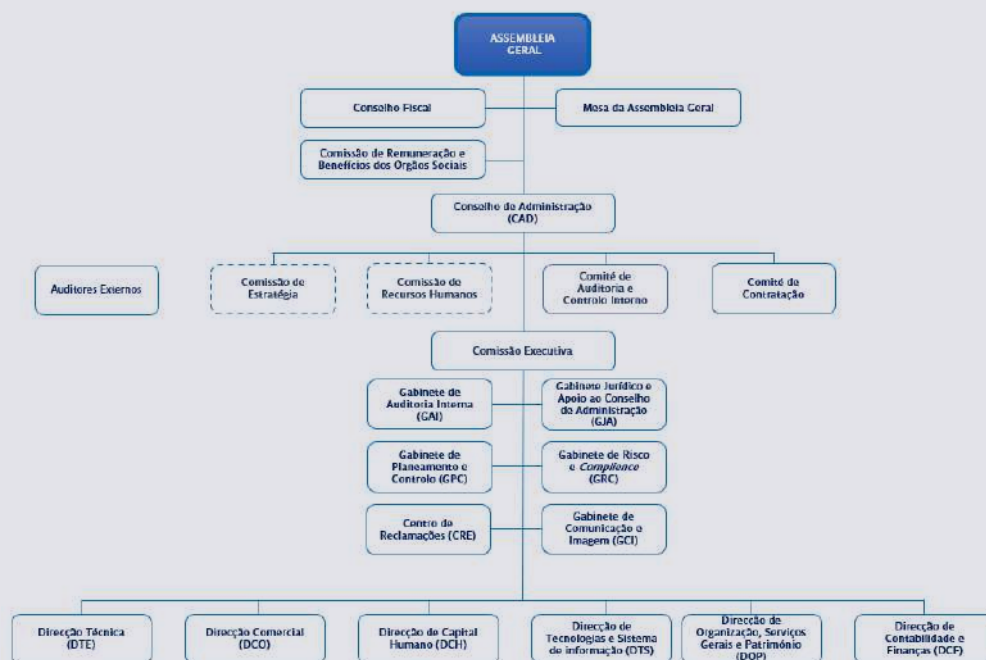 ASSEMBLEIA
GERAL
Conselho Fiscal
Mesa da Assembleia Geral
Comissão de Remuneração e
Benefícios dos Orgãos Sociais
Conselho de Administração
(CAD)
Auditores Externos
Comissão de
Estratégia
Comissão de
Recursos Humanos
Comité de
Auditoria e
Controlo Interno
Comité de
Contratação
Comissão Executiva
Gabinete de
Auditoria Interna
(GAI)
Gabinete Jurídico e
Apoio ao Conselho
de Administração
(GJA)
Gabinete de
Planeamento e
Controlo (GPC)
Gabinete de Risco
e Complience
(GRC)
Centro de
Reclamações (CRE)
Gabinete de
Comunicação e
Imagem (GCI)
Direcção Técnica
(DTE)
Direcção Comercial
(DCO)
Direcção de Capital
Humano (DCH)
Direcção de
Tecnologias e Sistema
de informação (DTS)
Direcção de
Organização, Serviços
Gerais e Património
(DOP)
Direcção de
Contabilidade e
Finanças (DCF)